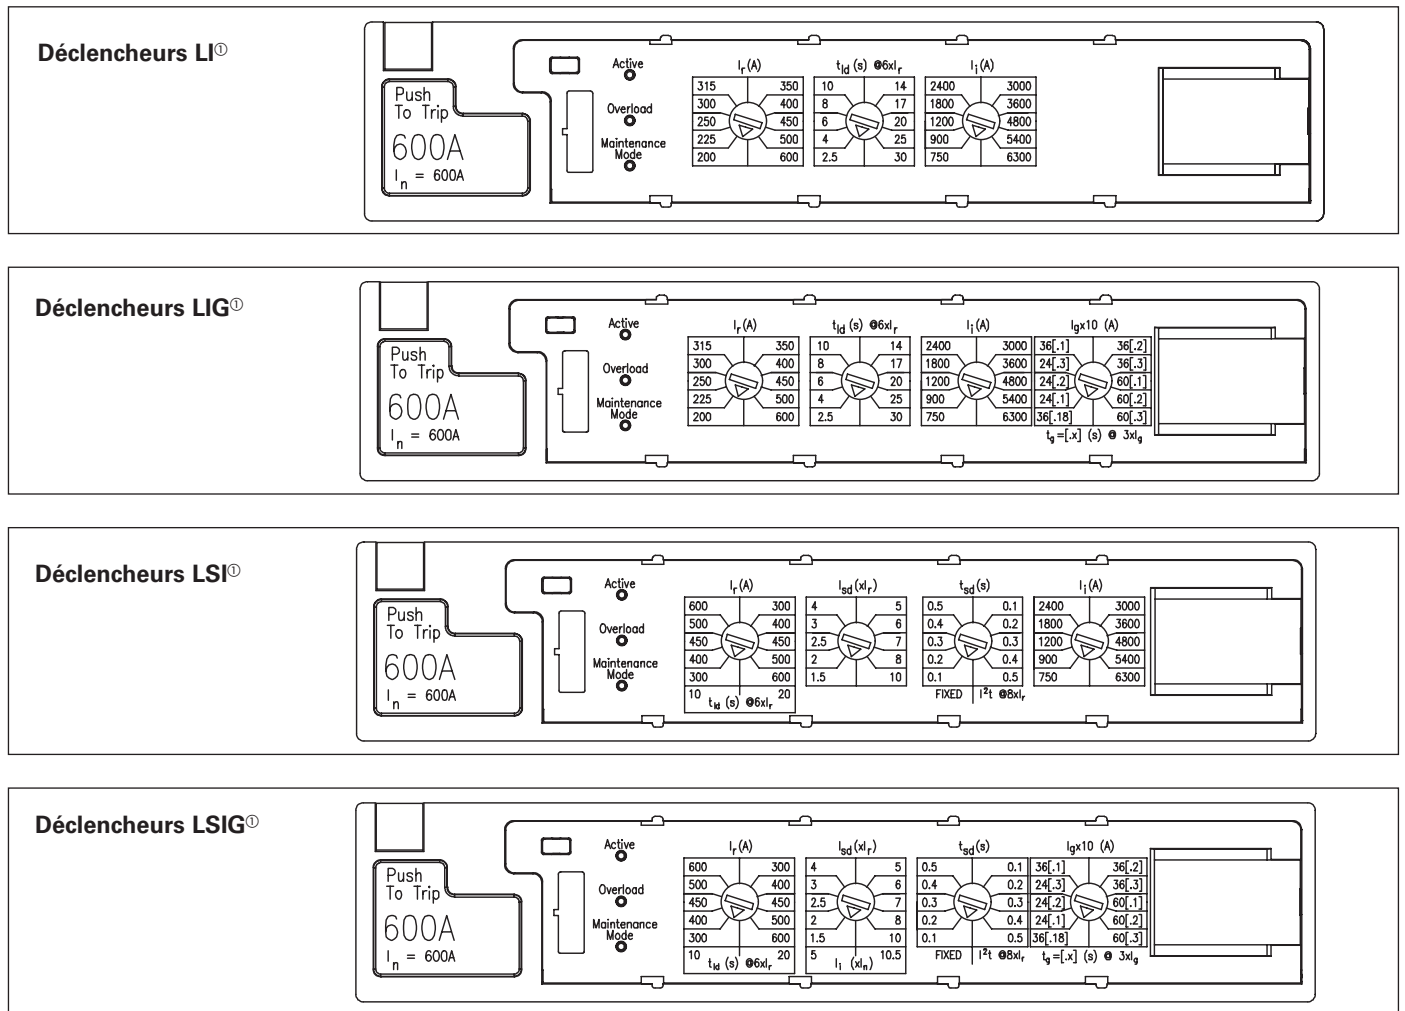 Déclencheurs LI①
Push
To Trip
600A
In = 600A
Active
Overload
Maintenance
Mode
Ir(A)
315 350
300 400
250 450
225 500
200 600
tld (s) @6xIr
10 14
8 17
6 20
4 25
2.5 30
Ii(A)
2400 3000
1800 3600
1200 4800
900 5400
750 6300
Déclencheurs LIG①
Push
To Trip
600A
In = 600A
Active
Overload
Maintenance
Mode
Ir(A)
315 350
300 400
250 450
225 500
200 600
tld (s) @6xIr
10 14
8 17
6 20
4 25
2.5 30
Ii(A)
2400 3000
1800 3600
1200 4800
900 5400
750 6300
Igx10 (A)
36[.1] 36[.2]
24[.3] 36[.3]
24[.2] 60[.1]
24[.1] 60[.2]
36[.18] 60[.3]
tg=[.x] (s) @ 3xIg
Déclencheurs LSI①
Push
To Trip
600A
In = 600A
Active
Overload
Maintenance
Mode
Ir(A)
600 300
500 400
450 450
400 500
300 600
10 20
tld (s) @6xIr
Isd(xIr)
4 5
3 6
2.5 7
2 8
1.5 10
tsd(s)
0.5 0.1
0.4 0.2
0.3 0.3
0.2 0.4
0.1 0.5
FIXED I²t @8xIr
Ii(A)
2400 3000
1800 3600
1200 4800
900 5400
750 6300
Déclencheurs LSIG①
Push
To Trip
600A
In = 600A
Active
Overload
Maintenance
Mode
Ir(A)
600 300
500 400
450 450
400 500
300 600
10 20
tld (s) @6xIr
Isd(xIr)
4 5
3 6
2.5 7
2 8
1.5 10
5 10.5
Ii (xIn)
tsd(s)
0.5 0.1
0.4 0.2
0.3 0.3
0.2 0.4
0.1 0.5
FIXED I²t @8xIr
Igx10 (A)
36[.1] 36[.2]
24[.3] 36[.3]
24[.2] 60[.1]
24[.1] 60[.2]
36[.18] 60[.3]
tg=[.x] (s) @ 3xIg